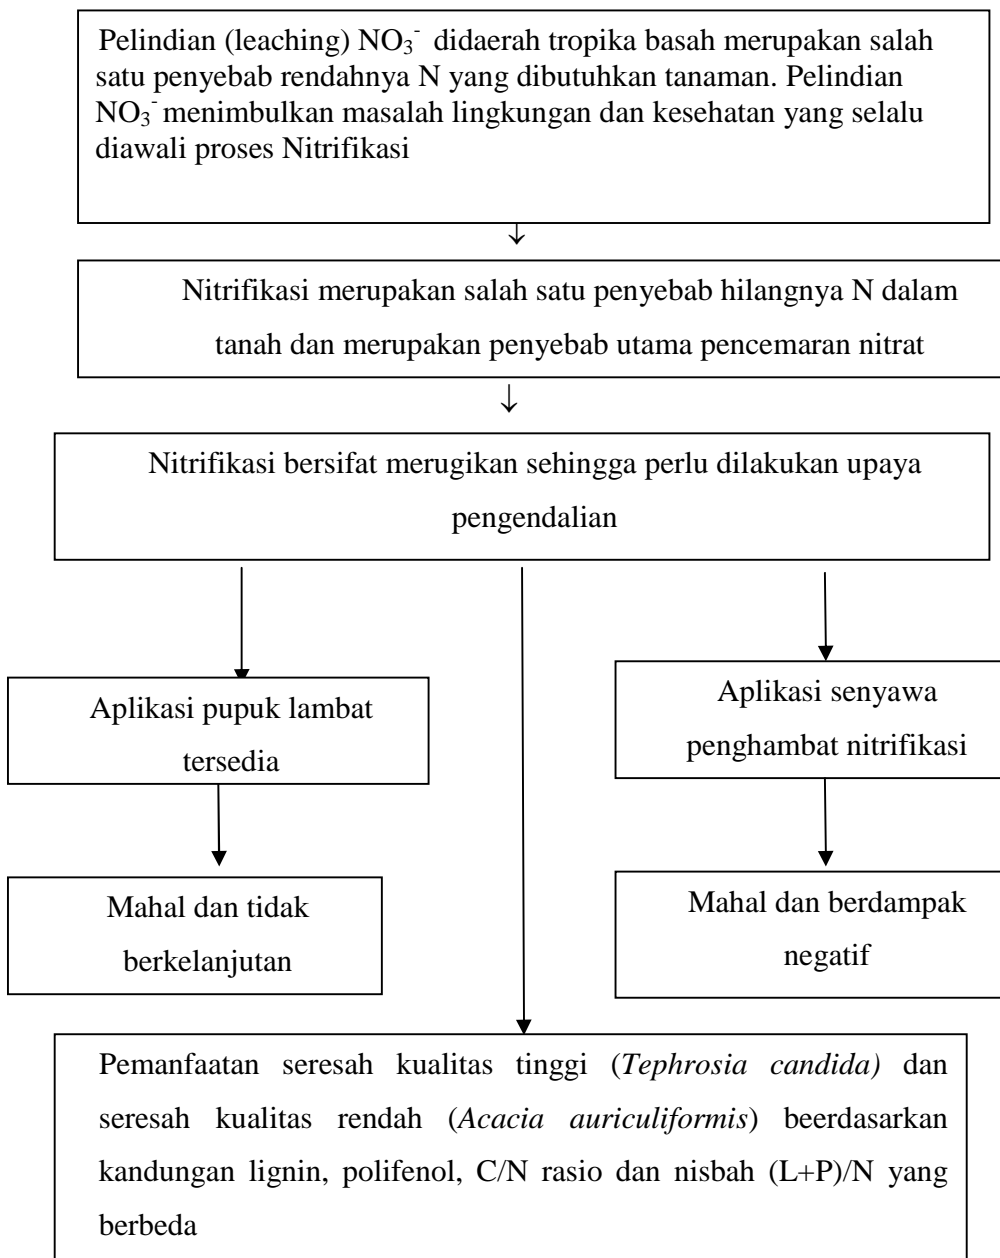 Pelindian (leaching) NO₃⁻ didaerah tropika basah merupakan salah
satu penyebab rendahnya N yang dibutuhkan tanaman. Pelindian
NO₃⁻ menimbulkan masalah lingkungan dan kesehatan yang selalu
diawali proses Nitrifikasi
Nitrifikasi merupakan salah satu penyebab hilangnya N dalam
tanah dan merupakan penyebab utama pencemaran nitrat
Nitrifikasi bersifat merugikan sehingga perlu dilakukan upaya
pengendalian
Aplikasi pupuk lambat
tersedia
Aplikasi senyawa
penghambat nitrifikasi
Mahal dan tidak
berkelanjutan
Mahal dan berdampak
negatif
Pemanfaatan seresah kualitas tinggi (Tephrosia candida) dan
seresah kualitas rendah (Acacia auriculiformis) beerdasarkan
kandungan lignin, polifenol, C/N rasio dan nisbah (L+P)/N yang
berbeda